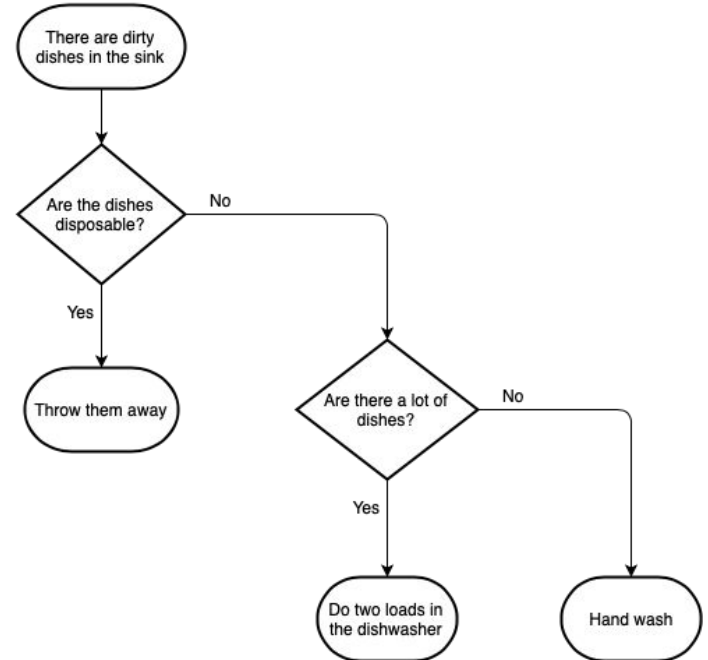 There are dirty
dishes in the sink
Are the dishes
disposable?
No
Yes
Throw them away
Are there a lot of
dishes?
No
Yes
Do two loads in
the dishwasher
Hand wash